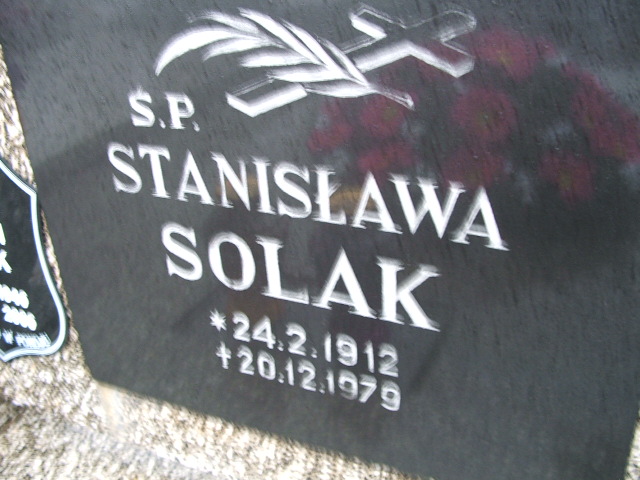 Ś.P.
STANISŁAWA
SOLAK
*24.2.1912
†20.12.1979